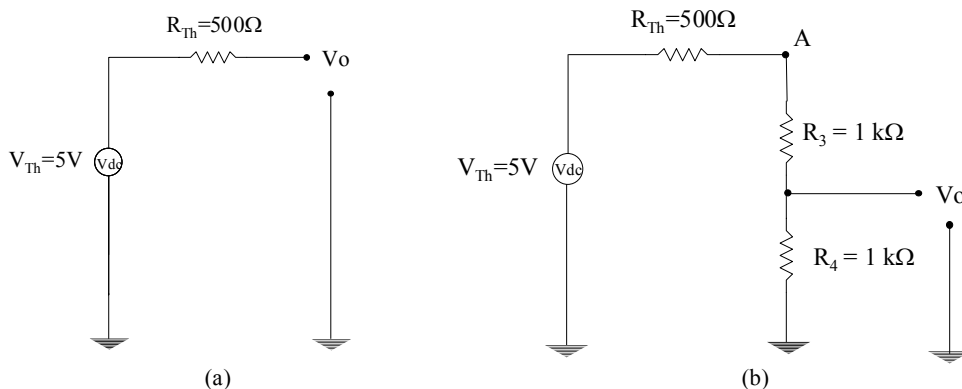 R_Th=500Ω
Vo
V_Th=5V
Vdc
(a)
R_Th=500Ω
A
R_3 = 1 kΩ
V_Th=5V
Vdc
Vo
R_4 = 1 kΩ
(b)